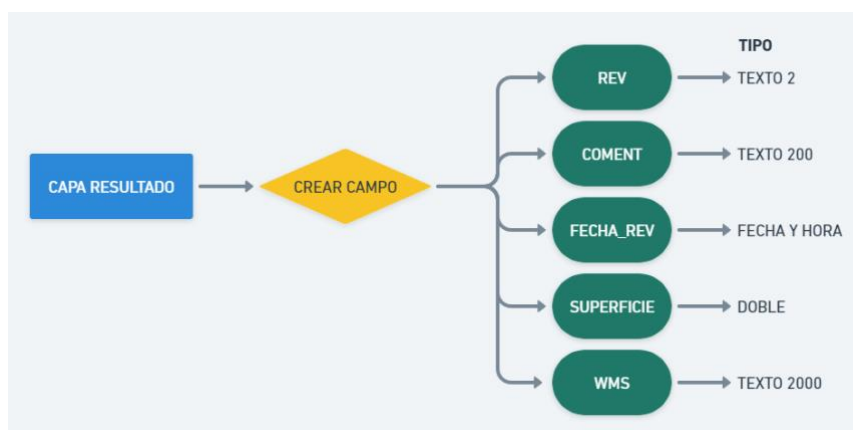 TIPO
REV
TEXTO 2
COMENT
TEXTO 200
CAPA RESULTADO
CREAR CAMPO
FECHA_REV
FECHA Y HORA
SUPERFICIE
DOBLE
WMS
TEXTO 2000